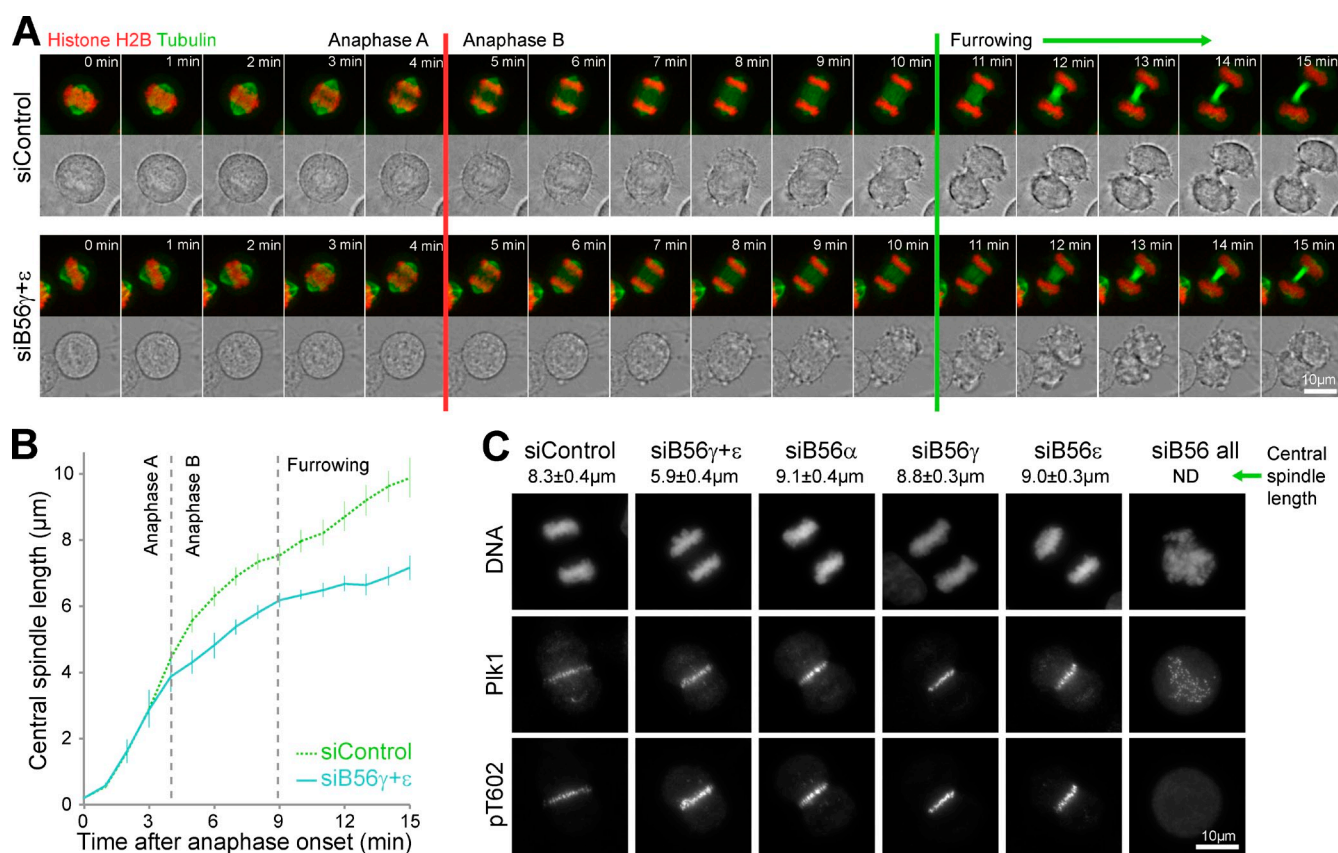 A
Histone H2B Tubulin
Anaphase A
Anaphase B
Furrowing
siControl
0 min 1 min 2 min 3 min 4 min 5 min 6 min 7 min 8 min 9 min 10 min 11 min 12 min 13 min 14 min 15 min
siB56γ+ε
0 min 1 min 2 min 3 min 4 min 5 min 6 min 7 min 8 min 9 min 10 min 11 min 12 min 13 min 14 min 15 min
10μm
B
Central spindle length (μm)
10
8
6
4
2
0
Anaphase A
Anaphase B
Furrowing
siControl
siB56γ+ε
0 3 6 9 12 15
Time after anaphase onset (min)
C
siControl siB56γ+ε siB56α siB56γ siB56ε siB56 all
8.3±0.4μm 5.9±0.4μm 9.1±0.4μm 8.8±0.3μm 9.0±0.3μm ND
Central
spindle
length
DNA
Plk1
pT602
10μm